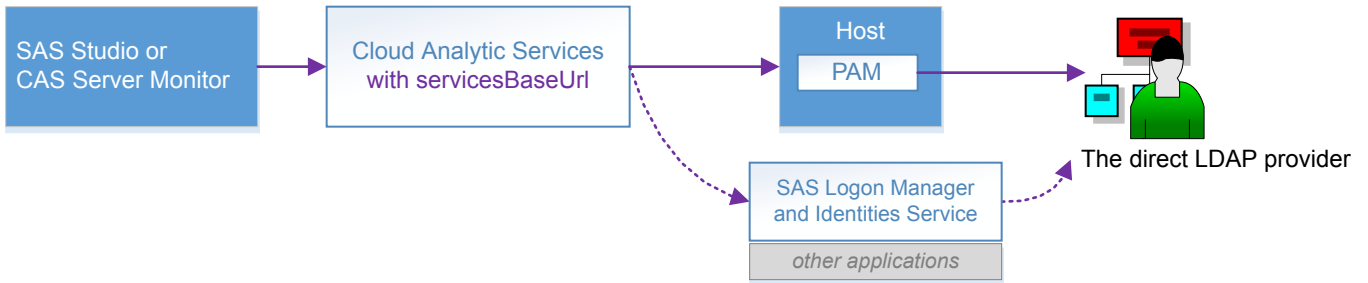 SAS Studio or
CAS Server Monitor
Cloud Analytic Services
with servicesBaseUrl
Host
PAM
The direct LDAP provider
SAS Logon Manager
and Identities Service
other applications